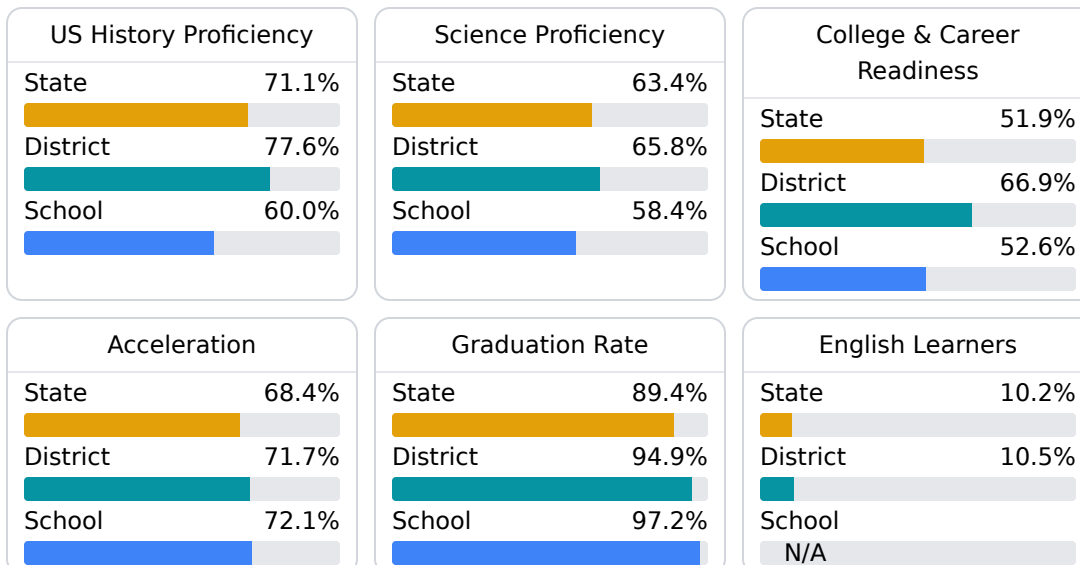 US History Proficiency
State 71.1%
District 77.6%
School 60.0%
Science Proficiency
State 63.4%
District 65.8%
School 58.4%
College & Career
Readiness
State 51.9%
District 66.9%
School 52.6%
Acceleration
State 68.4%
District 71.7%
School 72.1%
Graduation Rate
State 89.4%
District 94.9%
School 97.2%
English Learners
State 10.2%
District 10.5%
School
N/A